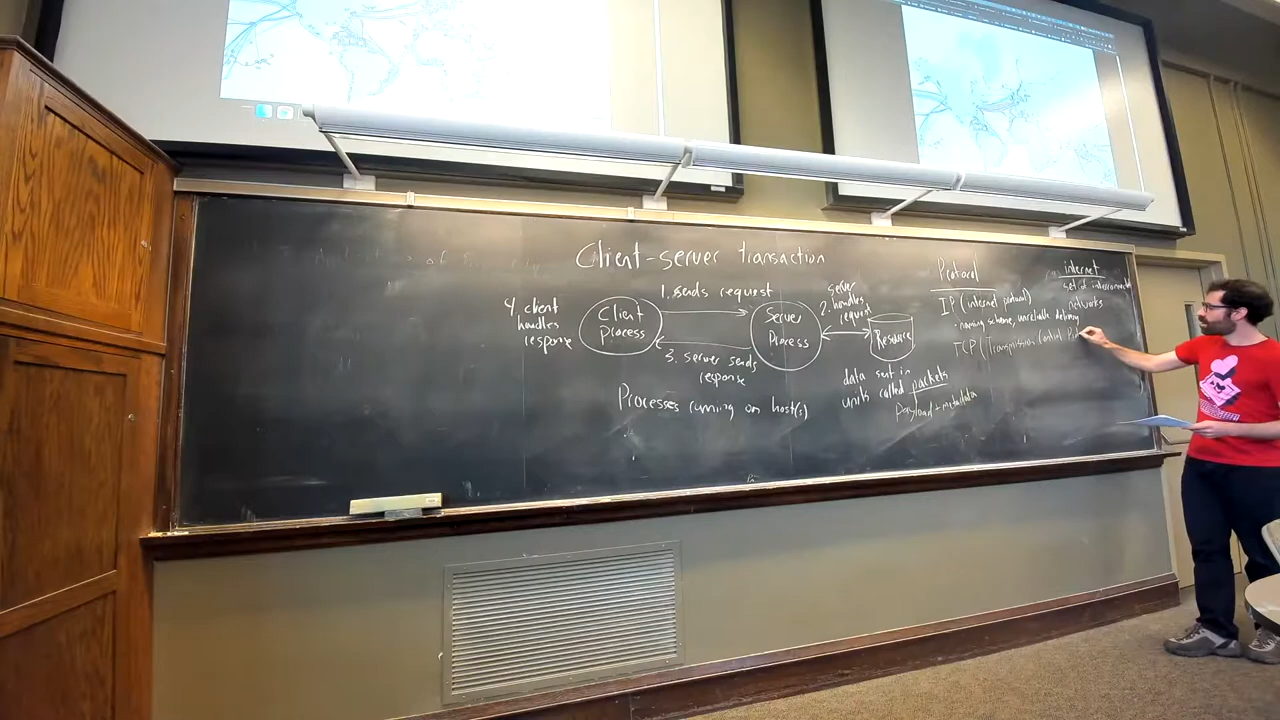 Client-server transaction
1. sends request
4. client
handles
response
Client
process
Server
Process
server
2. handles
request
Resource
3. server sends
response
Processes running on host(s)
data sent in
units called packets
payload + metadata
Protocol
IP (internet protocol)
· naming scheme, unreliable delivery
TCP (Transmission Control
internet
set of interconnected
networks